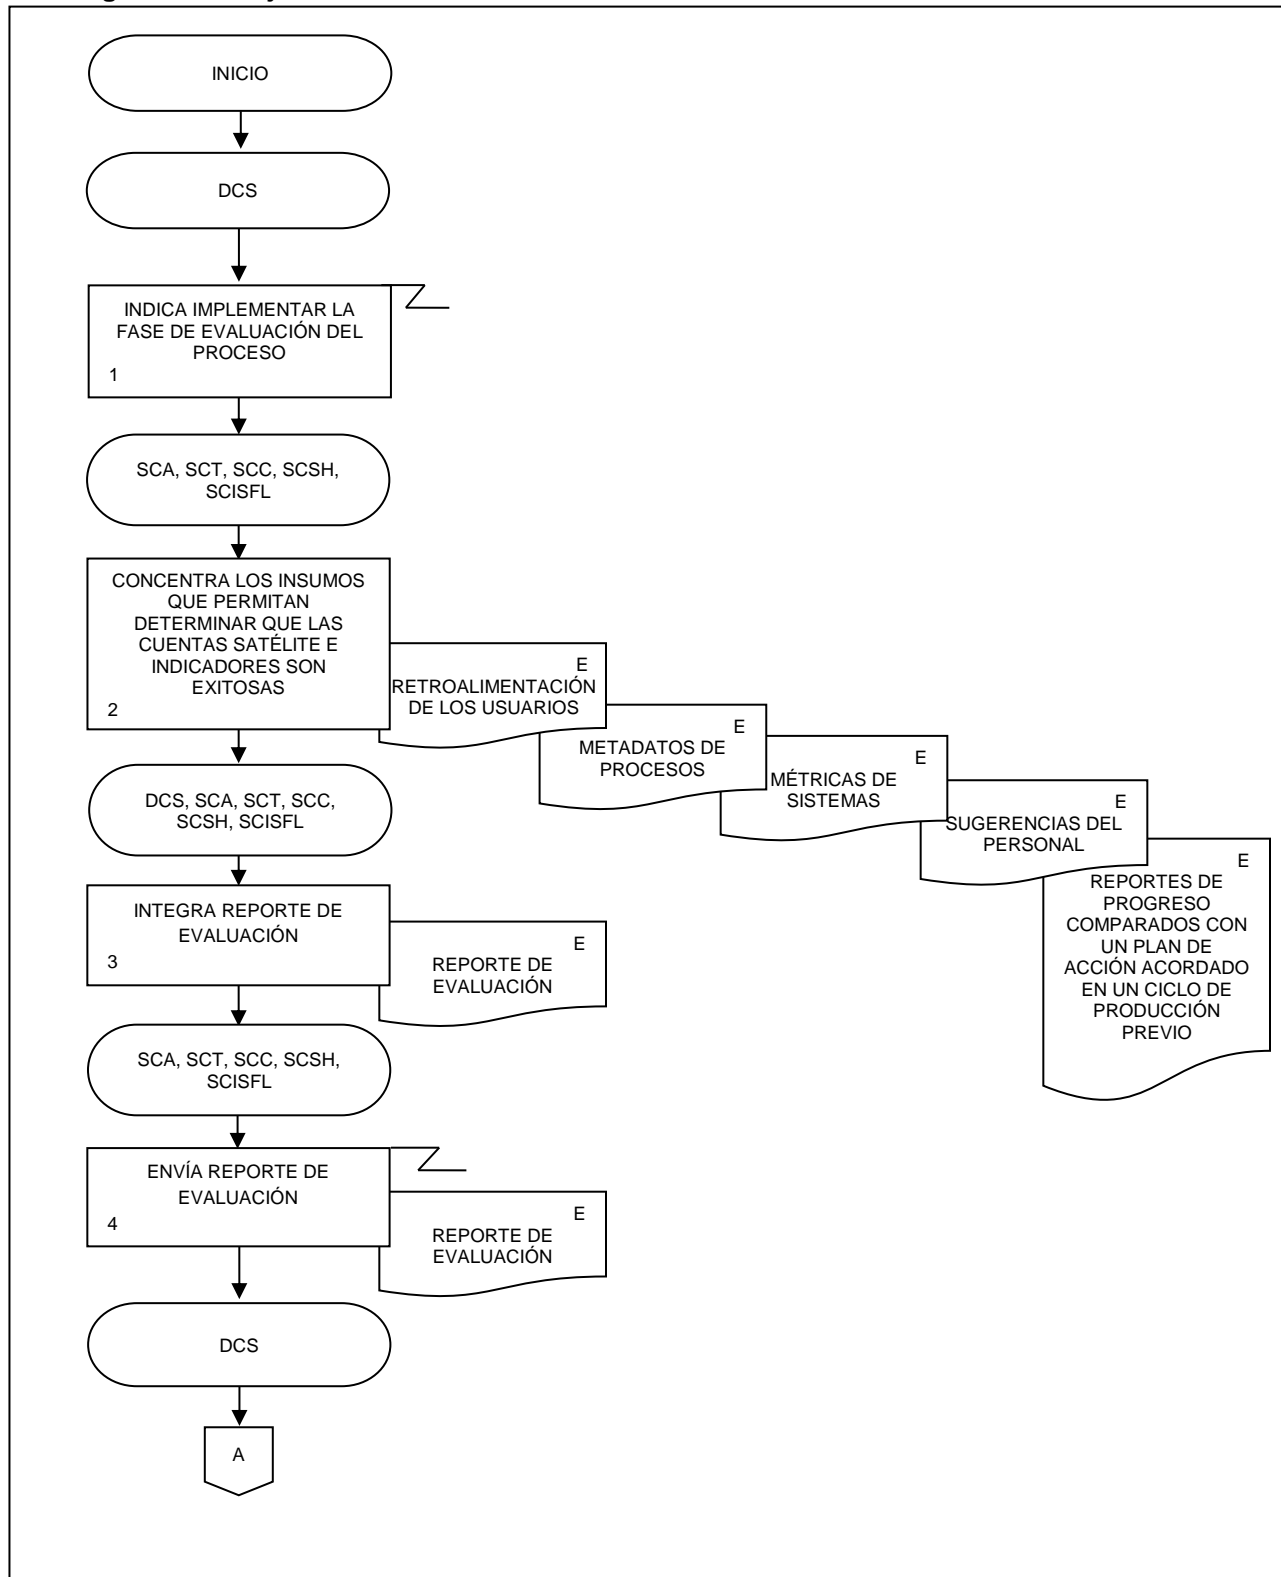 INICIO
DCS
INDICA IMPLEMENTAR LA
FASE DE EVALUACIÓN DEL
PROCESO
1
SCA, SCT, SCC, SCSH,
SCISFL
CONCENTRA LOS INSUMOS
QUE PERMITAN
DETERMINAR QUE LAS
CUENTAS SATÉLITE E
INDICADORES SON
EXITOSAS
2
E
RETROALIMENTACIÓN
DE LOS USUARIOS
E
METADATOS DE
PROCESOS
E
MÉTRICAS DE
SISTEMAS
E
SUGERENCIAS DEL
PERSONAL
E
REPORTES DE
PROGRESO
COMPARADOS CON
UN PLAN DE
ACCIÓN ACORDADO
EN UN CICLO DE
PRODUCCIÓN
PREVIO
DCS, SCA, SCT, SCC,
SCSH, SCISFL
INTEGRA REPORTE DE
EVALUACIÓN
3
E
REPORTE DE
EVALUACIÓN
SCA, SCT, SCC, SCSH,
SCISFL
ENVÍA REPORTE DE
EVALUACIÓN
4
E
REPORTE DE
EVALUACIÓN
DCS
A